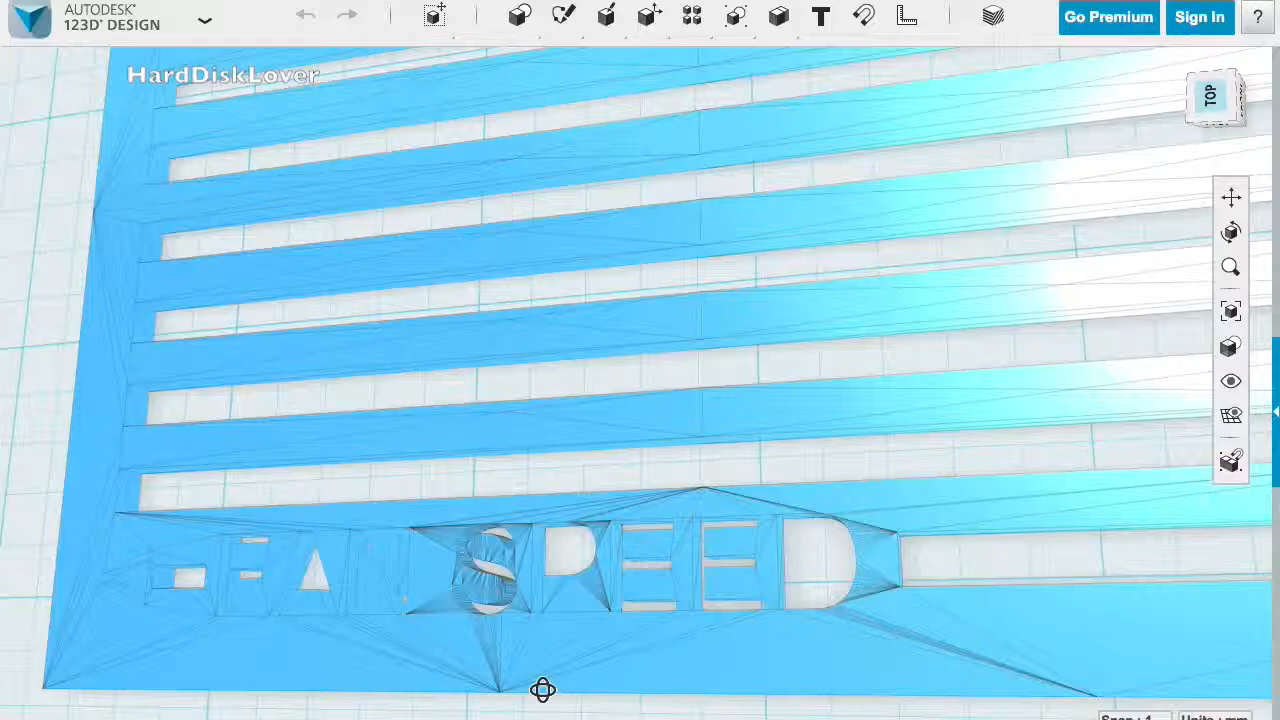 AUTODESK®
123D® DESIGN
Go Premium
Sign In
?
HardDiskLover
TOP
SPEED
Snap : 1
Units : mm